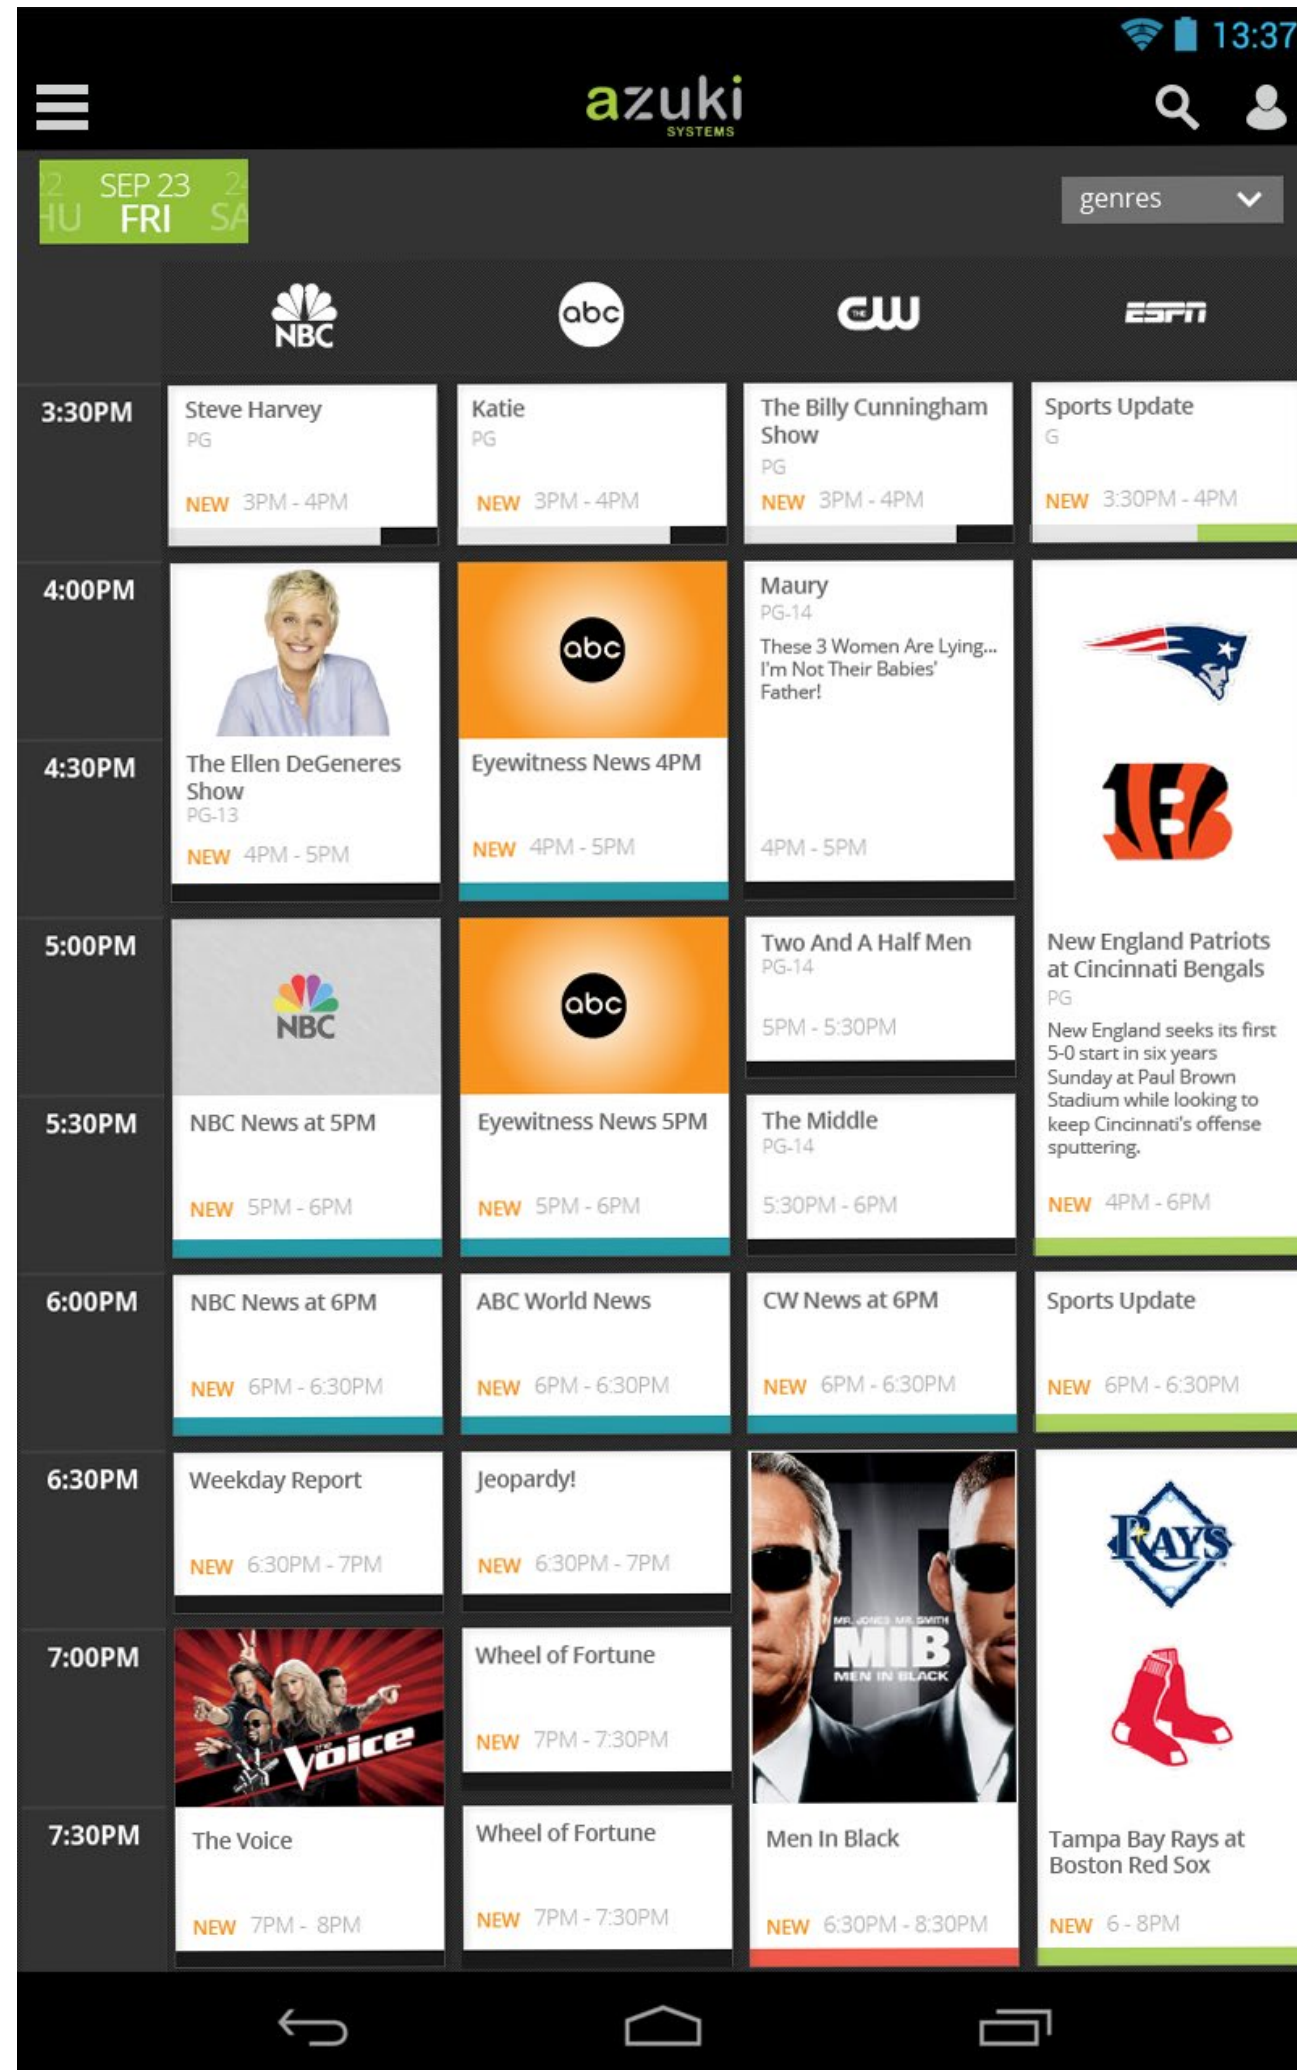 13:37
azuki
SYSTEMS
22 SEP 23 24
HU FRI SA
genres
NBC
abc
THE CW
ESPN
3:30PM
Steve Harvey
PG
NEW 3PM - 4PM
Katie
PG
NEW 3PM - 4PM
The Billy Cunningham
Show
PG
NEW 3PM - 4PM
Sports Update
G
NEW 3:30PM - 4PM
4:00PM
4:30PM
The Ellen DeGeneres
Show
PG-13
NEW 4PM - 5PM
abc
Eyewitness News 4PM
NEW 4PM - 5PM
Maury
PG-14
These 3 Women Are Lying...
I'm Not Their Babies'
Father!
4PM - 5PM
B
New England Patriots
at Cincinnati Bengals
PG
New England seeks its first
5-0 start in six years
Sunday at Paul Brown
Stadium while looking to
keep Cincinnati's offense
sputtering.
NEW 4PM - 6PM
5:00PM
5:30PM
NBC
NBC News at 5PM
NEW 5PM - 6PM
abc
Eyewitness News 5PM
NEW 5PM - 6PM
Two And A Half Men
PG-14
5PM - 5:30PM
The Middle
PG-14
5:30PM - 6PM
6:00PM
NBC News at 6PM
NEW 6PM - 6:30PM
ABC World News
NEW 6PM - 6:30PM
CW News at 6PM
NEW 6PM - 6:30PM
Sports Update
NEW 6PM - 6:30PM
6:30PM
Weekday Report
NEW 6:30PM - 7PM
Jeopardy!
NEW 6:30PM - 7PM
MR. JONES. MR. SMITH
MIB
MEN IN BLACK
Men In Black
NEW 6:30PM - 8:30PM
RAYS
Tampa Bay Rays at
Boston Red Sox
NEW 6 - 8PM
7:00PM
the
Voice
The Voice
NEW 7PM - 8PM
Wheel of Fortune
NEW 7PM - 7:30PM
7:30PM
Wheel of Fortune
NEW 7PM - 7:30PM